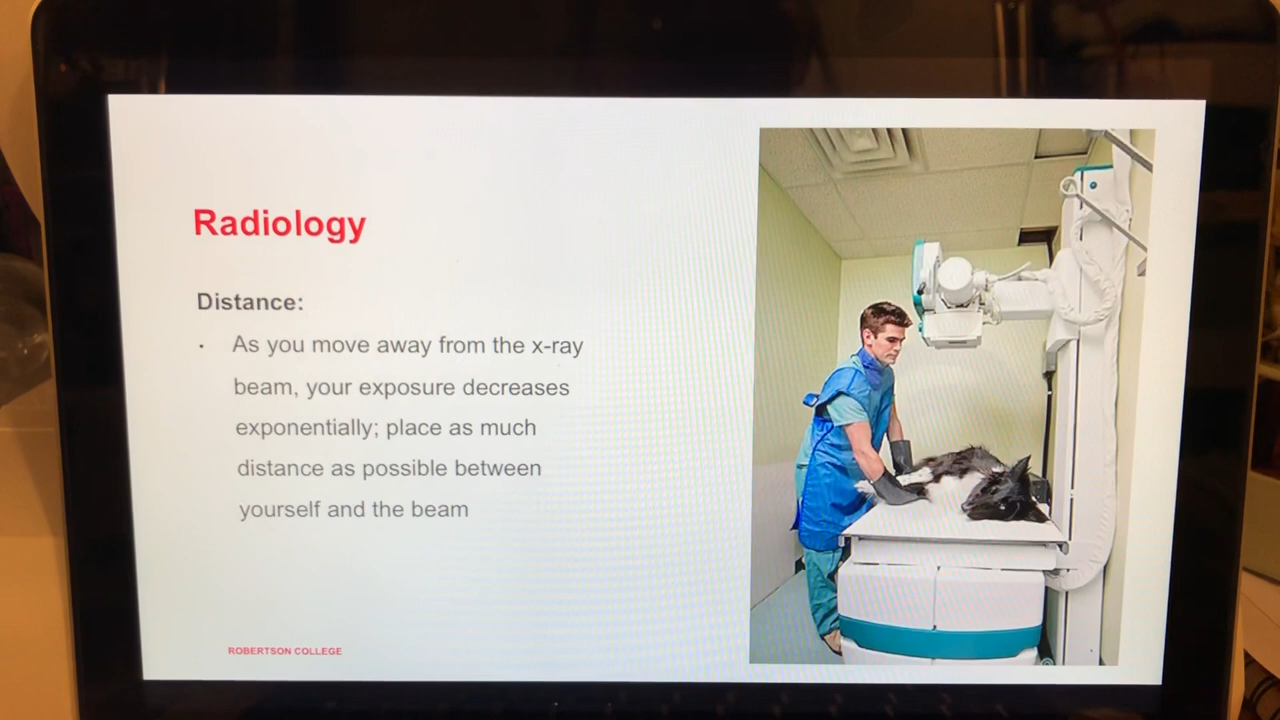 Radiology
Distance:
· As you move away from the x-ray
beam, your exposure decreases
exponentially; place as much
distance as possible between
yourself and the beam
ROBERTSON COLLEGE